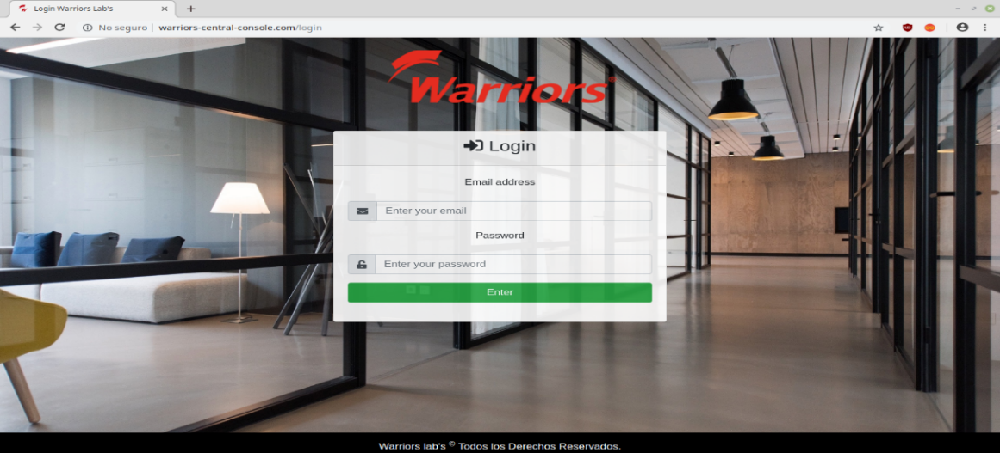 Login Warriors Lab's
No seguro | warriors-central-console.com/login
Warriors®
Login
Email address
Enter your email
Password
Enter your password
Enter
Warriors lab's © Todos los Derechos Reservados.